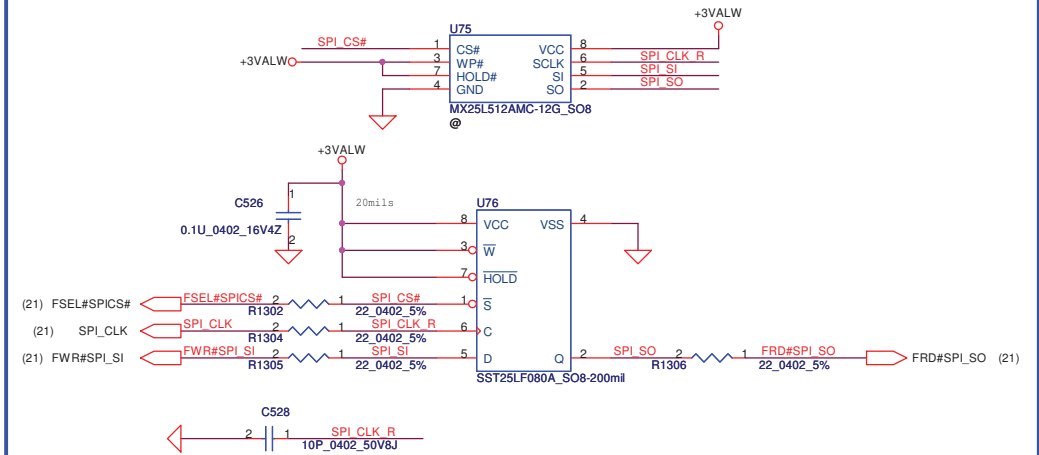 +3VALW
U75
SPI_CS# 1 CS# VCC 8
+3VALW 3 WP# SCLK 6 SPI_CLK_R
7 HOLD# SI 5 SPI_SI
4 GND SO 2 SPI_SO
MX25L512AMC-12G_SO8
@
+3VALW
C526 1 20mils U76
0.1U_0402_16V4Z 2
8 VCC VSS 4
3 W
7 HOLD
(21) FSEL#SPICS# FSEL#SPICS# 2 1 SPI_CS# 1 S
R1302 22_0402_5%
(21) SPI_CLK SPI_CLK 2 1 SPI_CLK_R 6 C
R1304 22_0402_5%
(21) FWR#SPI_SI FWR#SPI_SI 2 1 SPI_SI 5 D Q 2 SPI_SO 2 1 FRD#SPI_SO FRD#SPI_SO (21)
R1305 22_0402_5% R1306 22_0402_5%
SST25LF080A_SO8-200mil
C528
2 1 SPI_CLK_R
10P_0402_50V8J